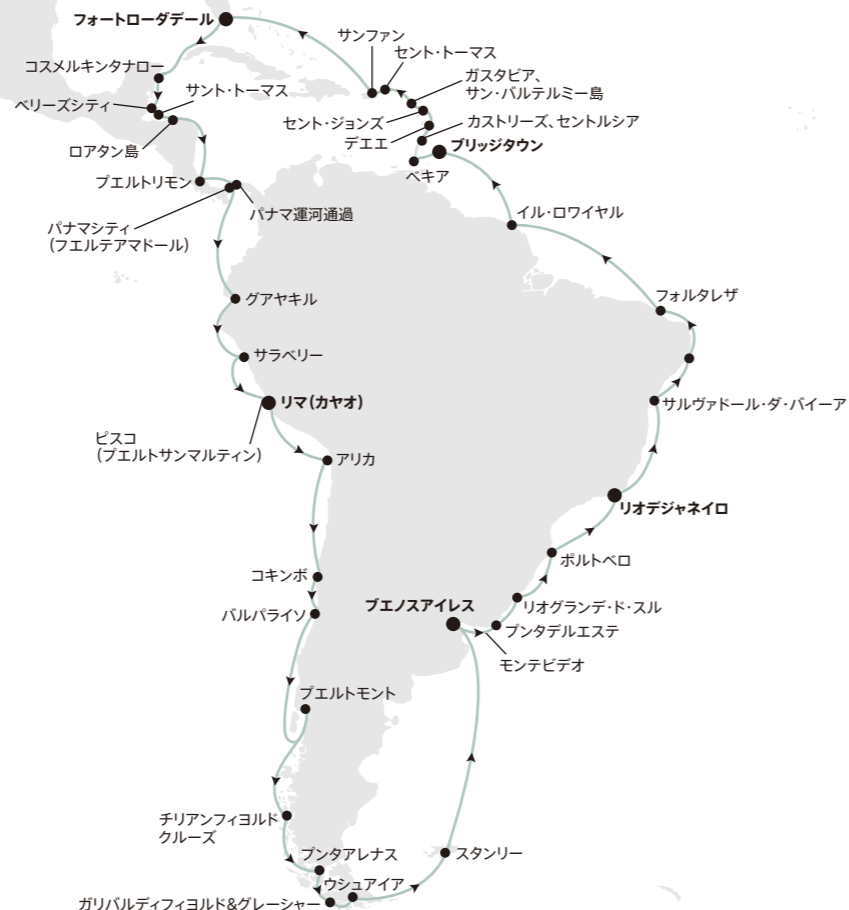 フォートローダデール
サンファン
セント・トーマス
コスメルキンタナロー
ガスタビア、
サン・バルテルミー島
サント・トーマス
ベリーズシティ
セント・ジョンズ
カストリーズ、セントルシア
デエエ
ブリッジタウン
ロアタン島
ベキア
プエルトリモン
パナマ運河通過
イル・ロワイヤル
パナマシティ
(フエルテアマドール)
グアヤキル
フォルタレザ
サラベリー
リマ(カヤオ)
サルヴァドール・ダ・バイーア
ピスコ
(プエルトサンマルティン)
アリカ
リオデジャネイロ
ポルトベロ
コキンボ
ブエノスアイレス
リオグランデ・ド・スル
バルパライソ
プンタデルエステ
モンテビデオ
プエルトモント
チリアンフィヨルド
クルーズ
プンタアレナス
スタンリー
ウシュアイア
ガリバルディフィヨルド&グレーシャー